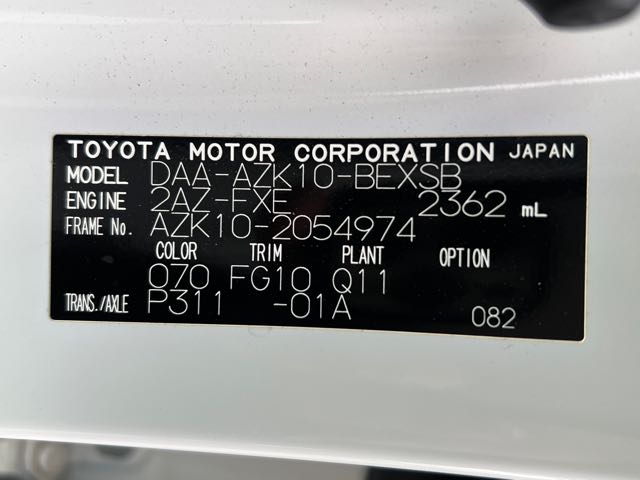 TOYOTA MOTOR CORPORATION JAPAN
MODEL DAA-AZK10-BEXSB
ENGINE 2AZ-FXE 2362 mL
FRAME No. AZK10-2054974
COLOR TRIM PLANT OPTION
070 FG10 Q11
TRANS./AXLE P311 -01A 082